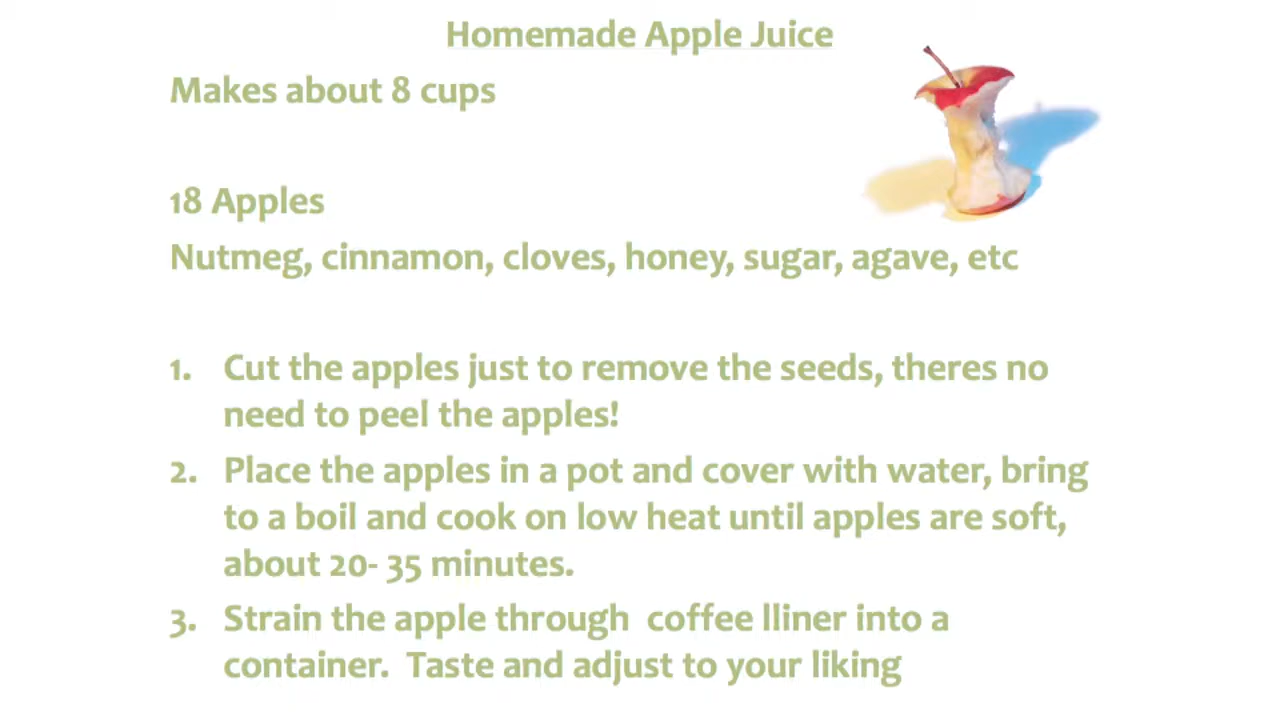 Homemade Apple Juice
Makes about 8 cups
18 Apples
Nutmeg, cinnamon, cloves, honey, sugar, agave, etc
1. Cut the apples just to remove the seeds, theres no
need to peel the apples!
2. Place the apples in a pot and cover with water, bring
to a boil and cook on low heat until apples are soft,
about 20- 35 minutes.
3. Strain the apple through  coffee lliner into a
container.  Taste and adjust to your liking